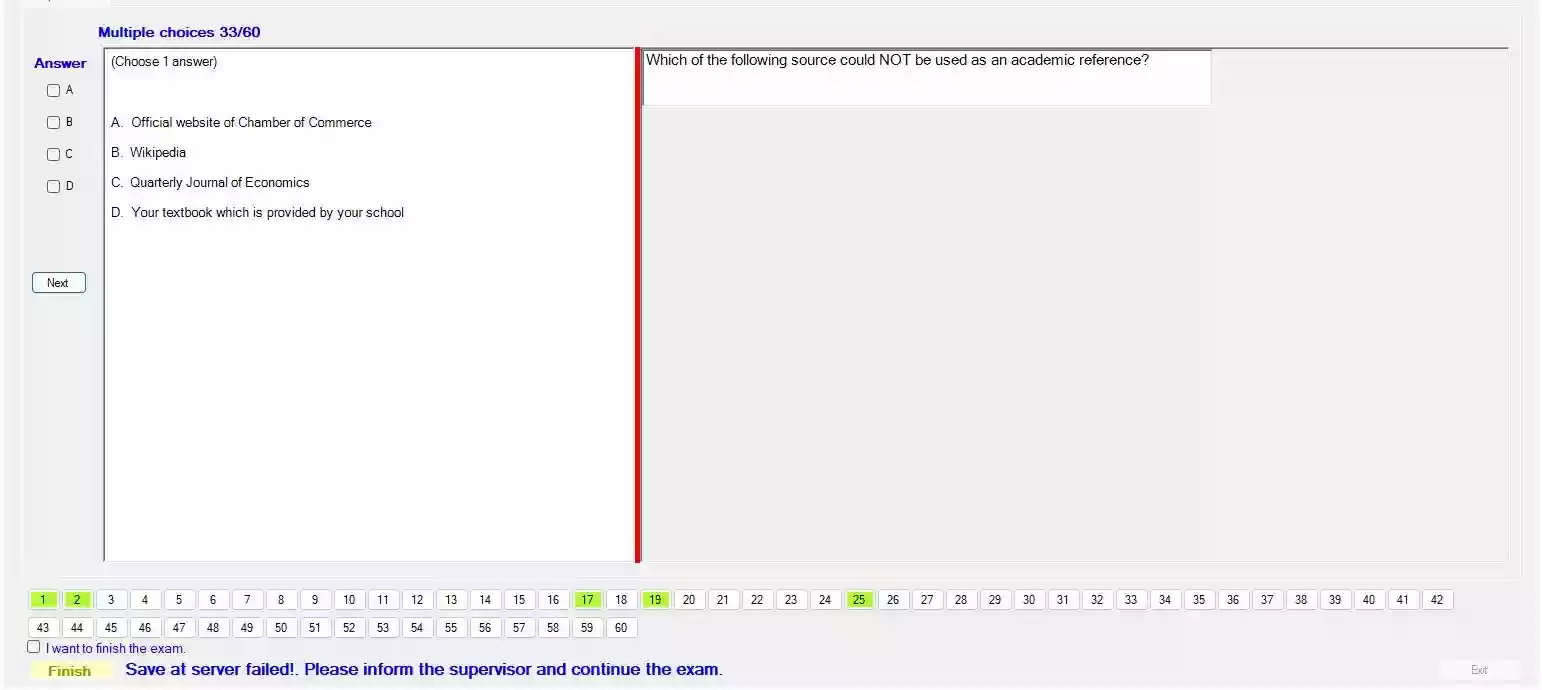 Multiple choices 33/60
Answer
A
B
C
D
Next
(Choose 1 answer)
A. Official website of Chamber of Commerce
B. Wikipedia
C. Quarterly Journal of Economics
D. Your textbook which is provided by your school
Which of the following source could NOT be used as an academic reference?
1 2 3 4 5 6 7 8 9 10 11 12 13 14 15 16 17 18 19 20 21 22 23 24 25 26 27 28 29 30 31 32 33 34 35 36 37 38 39 40 41 42
43 44 45 46 47 48 49 50 51 52 53 54 55 56 57 58 59 60
I want to finish the exam.
Finish Save at server failed!. Please inform the supervisor and continue the exam. Exit